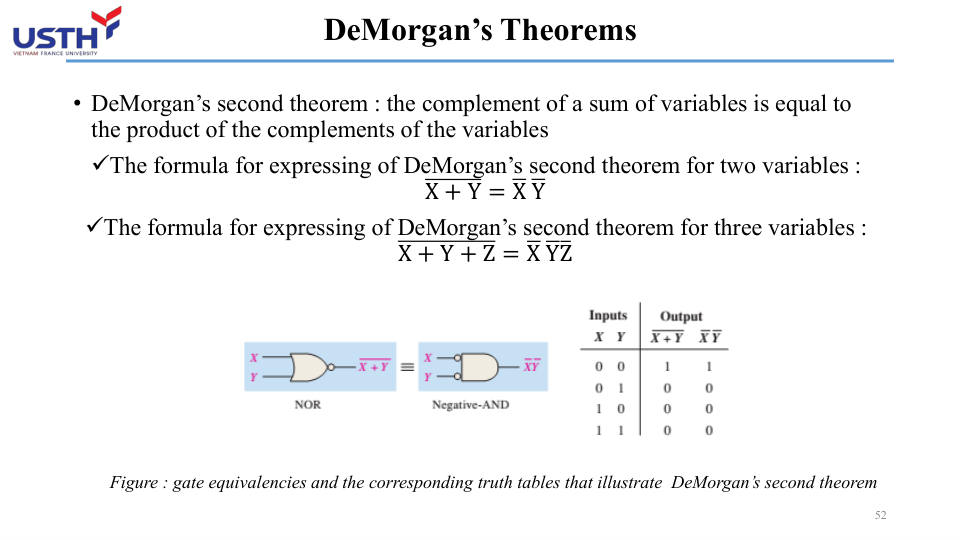 USTH
VIETNAM FRANCE UNIVERSITY
DeMorgan's Theorems
• DeMorgan's second theorem : the complement of a sum of variables is equal to
the product of the complements of the variables
✓The formula for expressing of DeMorgan's second theorem for two variables :
X̅ ̅+̅ ̅Y̅ = X̅ Y̅
✓The formula for expressing of DeMorgan's second theorem for three variables :
X̅ ̅+̅ ̅Y̅ ̅+̅ ̅Z̅ = X̅ Y̅Z̅
Inputs Output
X Y X̅ ̅+̅ ̅Y̅ X̅ Y̅
0 0 1 1
0 1 0 0
1 0 0 0
1 1 0 0
X
Y
X̅ ̅+̅ ̅Y̅
≡
X
Y
X̅Y̅
NOR
Negative-AND
Figure : gate equivalencies and the corresponding truth tables that illustrate DeMorgan's second theorem
52